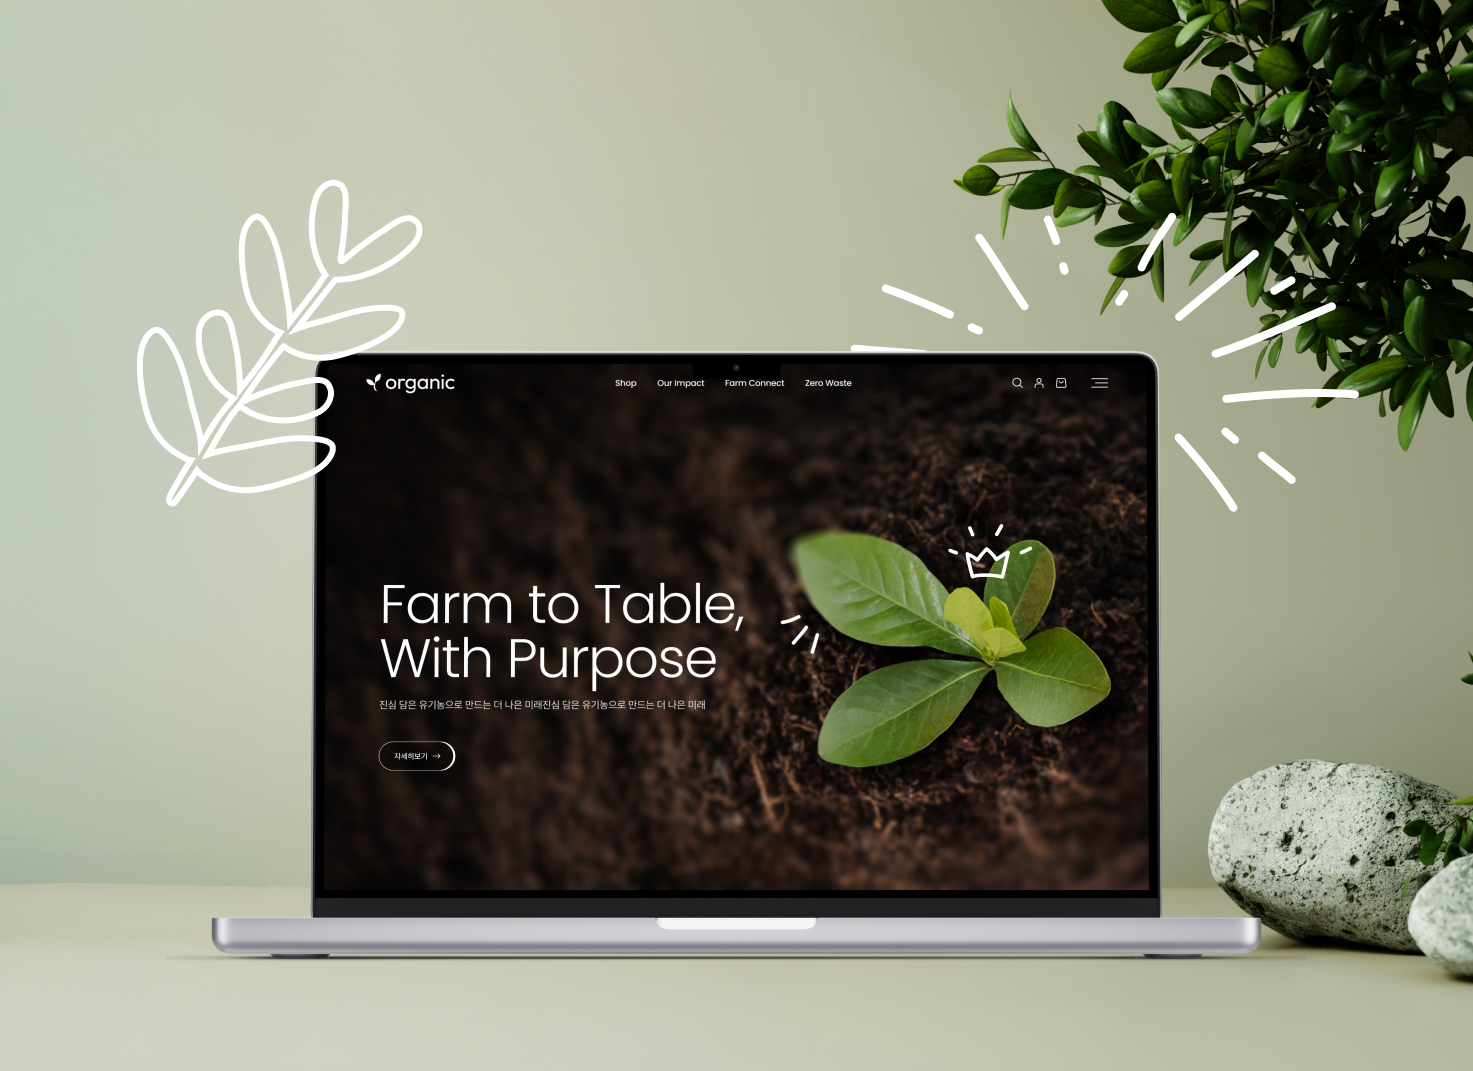 organic
Shop Our Impact Farm Connect Zero Waste
Farm to Table,
With Purpose
진심 담은 유기농으로 만드는 더 나은 미래진심 담은 유기농으로 만드는 더 나은 미래
자세히보기 →